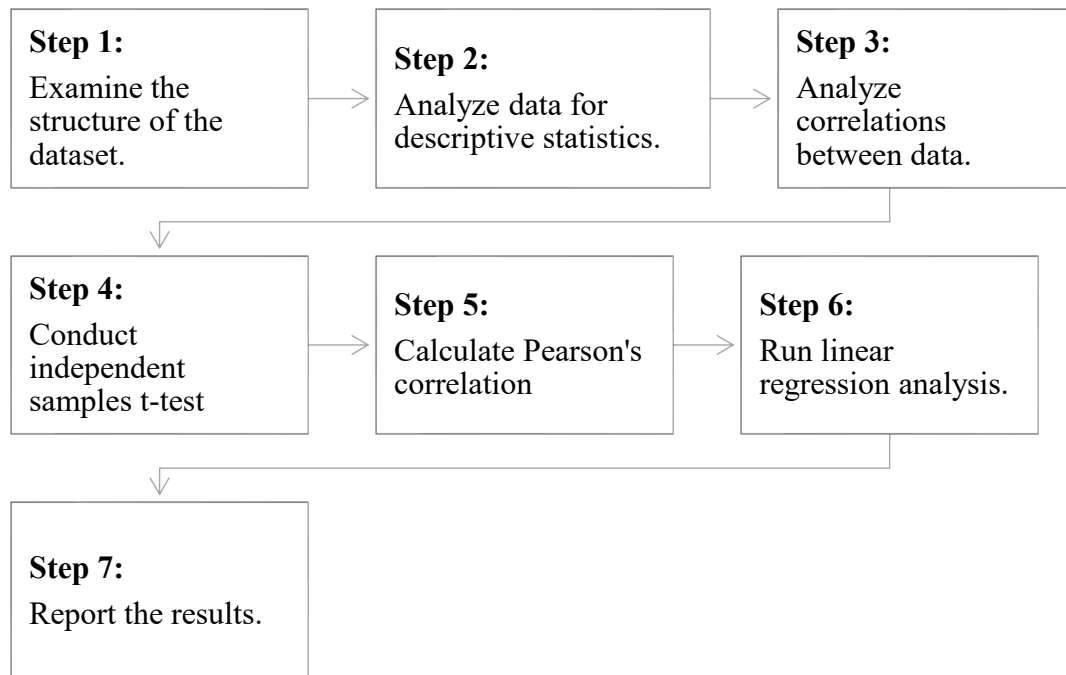 Step 1:
Examine the
structure of the
dataset.
Step 2:
Analyze data for
descriptive statistics.
Step 3:
Analyze
correlations
between data.
Step 4:
Conduct
independent
samples t-test
Step 5:
Calculate Pearson's
correlation
Step 6:
Run linear
regression analysis.
Step 7:
Report the results.